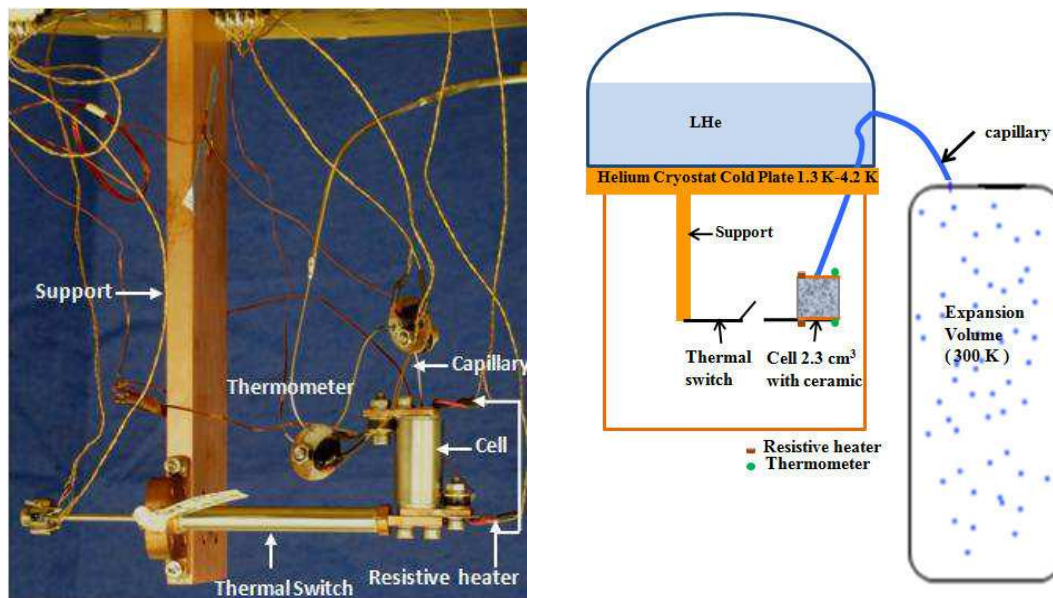 Support
Capillary
Thermometer
Cell
Thermal Switch
Resistive heater
LHe
capillary
Helium Cryostat Cold Plate 1.3 K-4.2 K
Support
Thermal
switch
Cell 2.3 cm³
with ceramic
Expansion
Volume
( 300 K )
Resistive heater
Thermometer